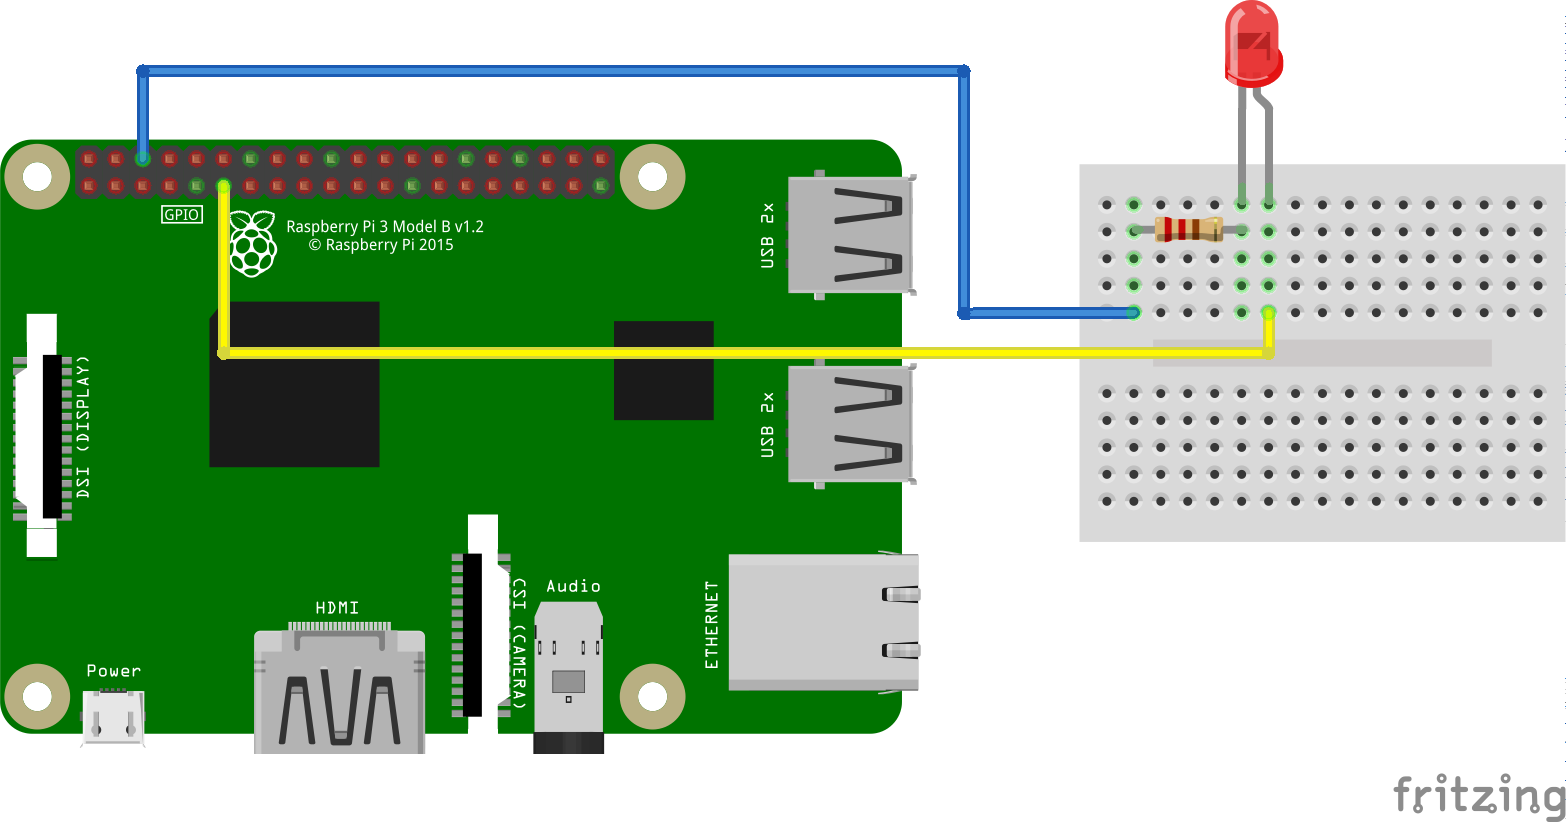 GPIO
Raspberry Pi 3 Model B v1.2
© Raspberry Pi 2015
USB 2x
DSI (DISPLAY)
USB 2x
HDMI
CSI (CAMERA)
Audio
ETHERNET
Power
fritzing